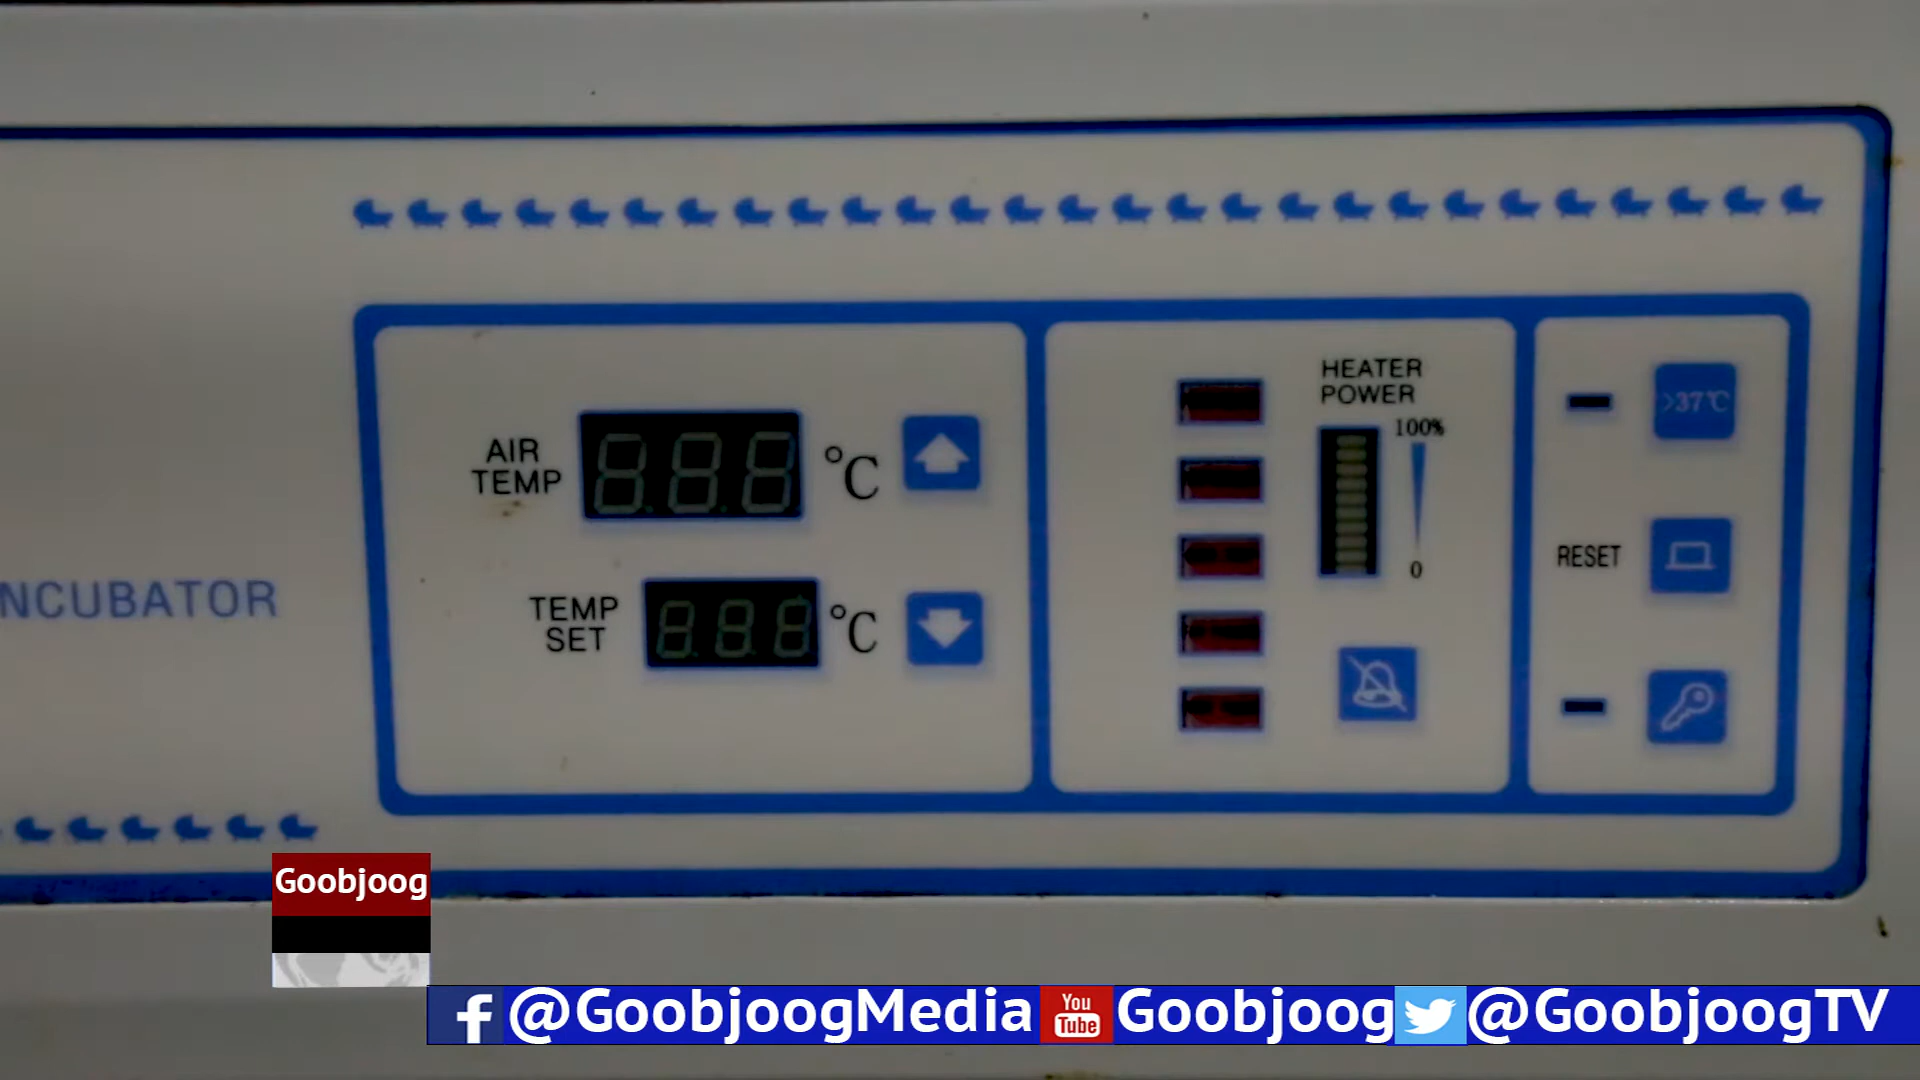 NCUBATOR
AIR
TEMP
°C
TEMP
SET
°C
HEATER
POWER
100%
0
>37℃
RESET
Goobjoog
@GoobjoogMedia
You
Tube
Goobjoog
@GoobjoogTV